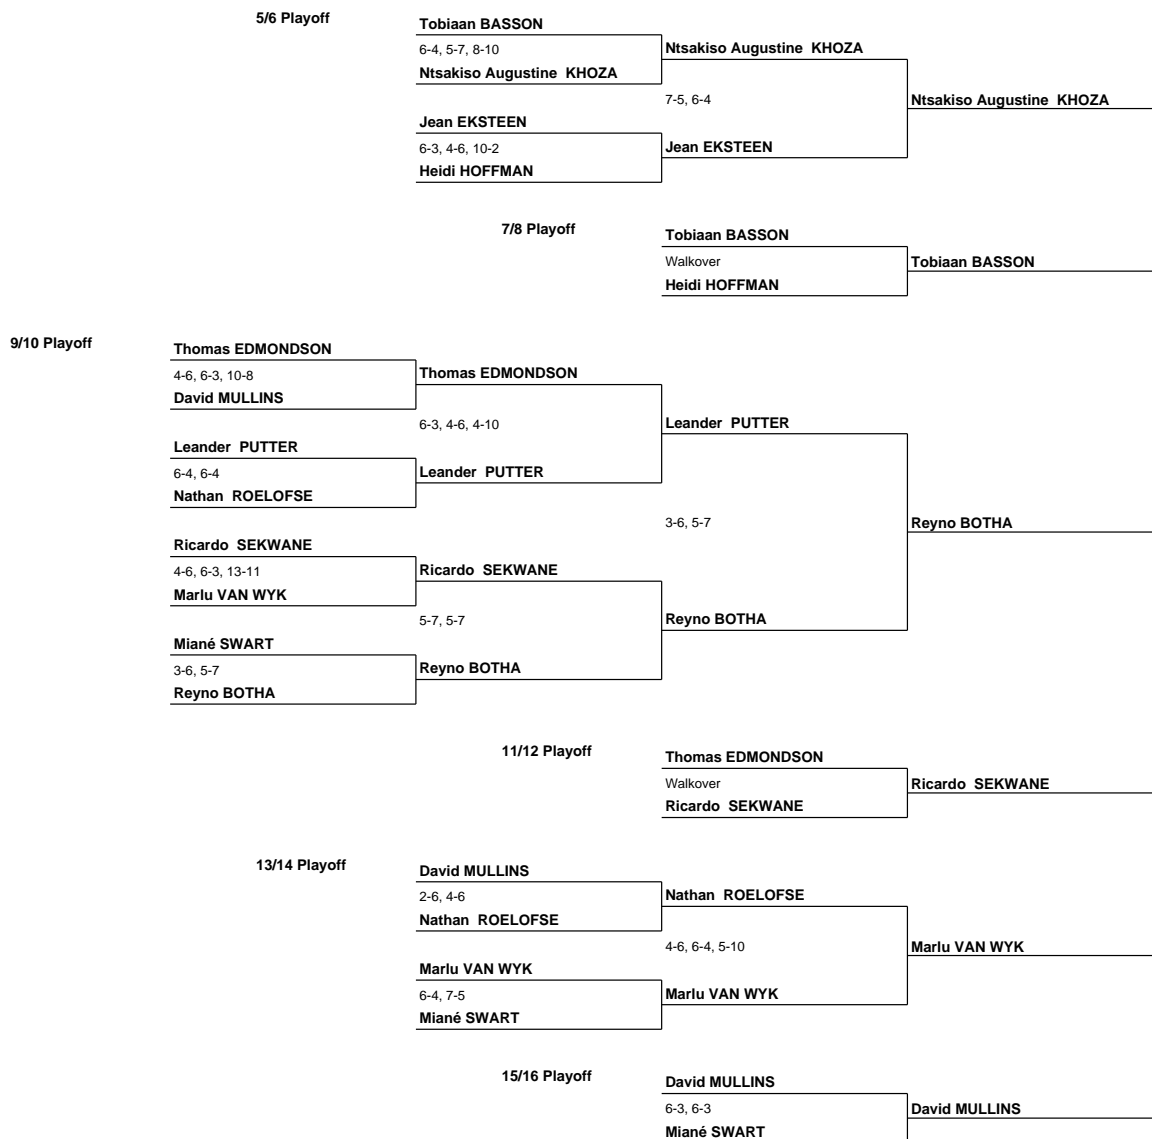 5/6 Playoff
Tobiaan BASSON
6-4, 5-7, 8-10
Ntsakiso Augustine KHOZA
Ntsakiso Augustine KHOZA
7-5, 6-4
Ntsakiso Augustine KHOZA
Jean EKSTEEN
6-3, 4-6, 10-2
Jean EKSTEEN
Heidi HOFFMAN
7/8 Playoff
Tobiaan BASSON
Walkover
Tobiaan BASSON
Heidi HOFFMAN
9/10 Playoff
Thomas EDMONDSON
4-6, 6-3, 10-8
Thomas EDMONDSON
David MULLINS
6-3, 4-6, 4-10
Leander PUTTER
Leander PUTTER
6-4, 6-4
Leander PUTTER
Nathan ROELOFSE
3-6, 5-7
Reyno BOTHA
Ricardo SEKWANE
4-6, 6-3, 13-11
Ricardo SEKWANE
Marlu VAN WYK
5-7, 5-7
Reyno BOTHA
Miané SWART
3-6, 5-7
Reyno BOTHA
Reyno BOTHA
11/12 Playoff
Thomas EDMONDSON
Walkover
Ricardo SEKWANE
Ricardo SEKWANE
13/14 Playoff
David MULLINS
2-6, 4-6
Nathan ROELOFSE
Nathan ROELOFSE
4-6, 6-4, 5-10
Marlu VAN WYK
Marlu VAN WYK
6-4, 7-5
Marlu VAN WYK
Miané SWART
15/16 Playoff
David MULLINS
6-3, 6-3
David MULLINS
Miané SWART